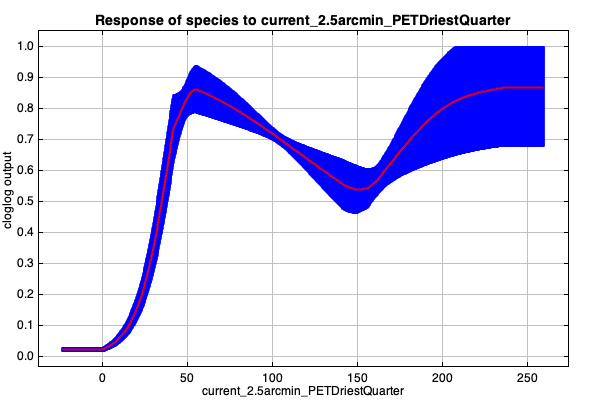 Response of species to current_2.5arcmin_PETDriestQuarter
1.0
0.9
0.8
0.7
0.6
0.5
0.4
0.3
0.2
0.1
0.0
cloglog output
0 50 100 150 200 250
current_2.5arcmin_PETDriestQuarter